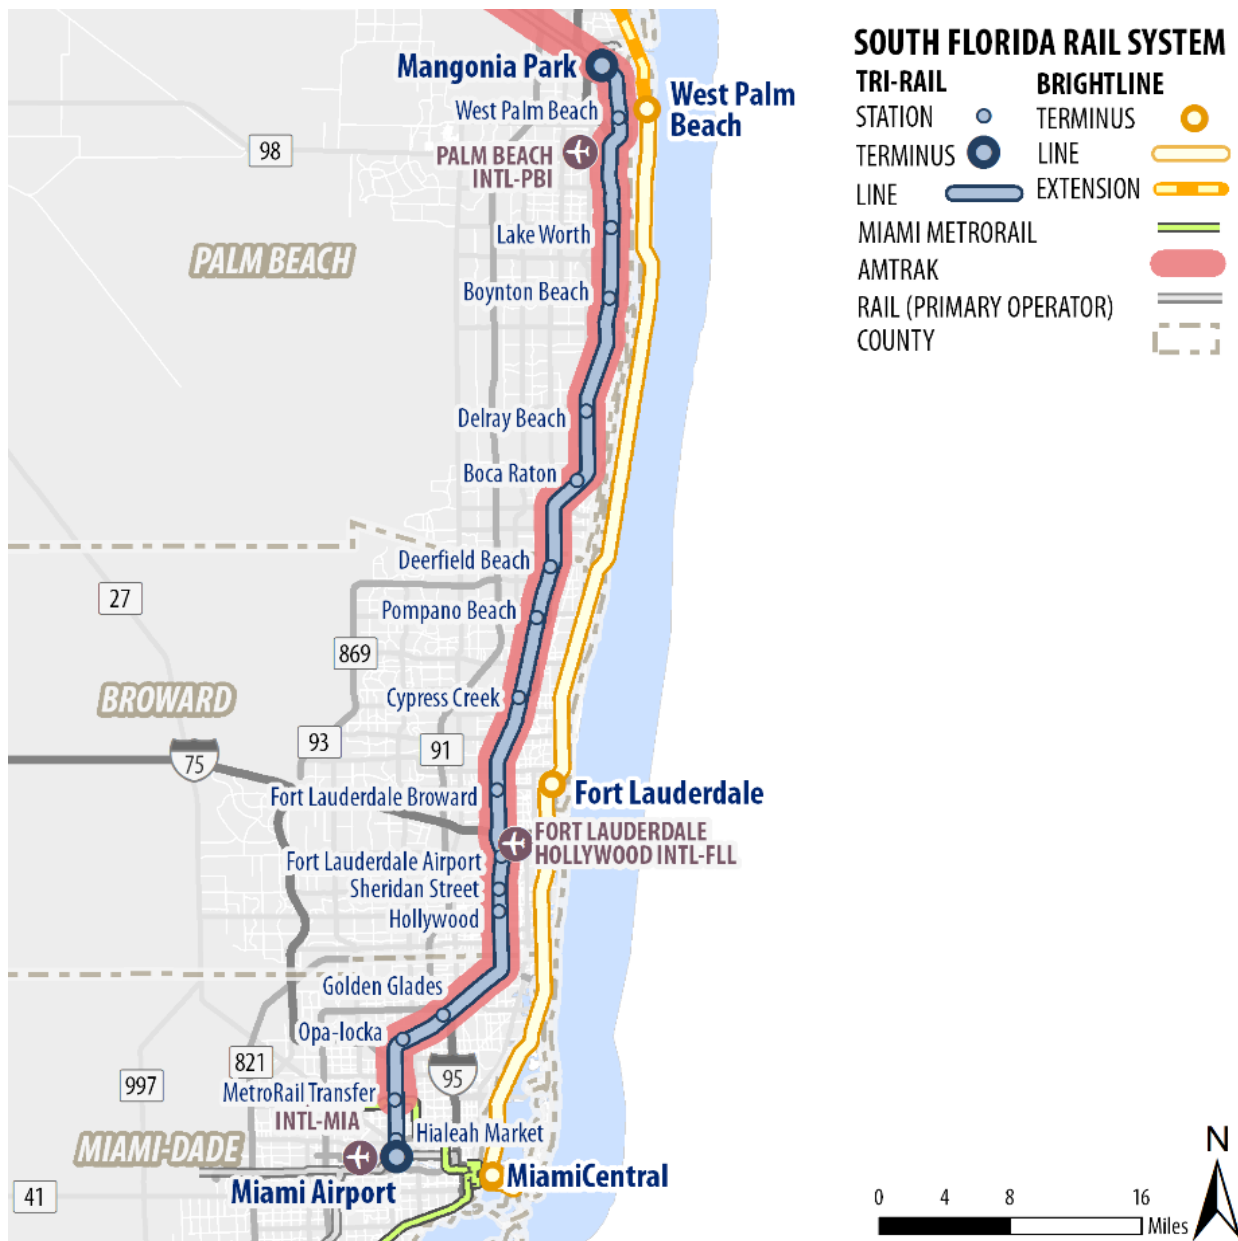 SOUTH FLORIDA RAIL SYSTEM
TRI-RAIL
STATION
TERMINUS
LINE
BRIGHTLINE
TERMINUS
LINE
EXTENSION
MIAMI METRORAIL
AMTRAK
RAIL (PRIMARY OPERATOR)
COUNTY
Mangonia Park
West Palm Beach
West Palm
Beach
98
PALM BEACH
INTL-PBI
Lake Worth
PALM BEACH
Boynton Beach
Delray Beach
Boca Raton
Deerfield Beach
27
Pompano Beach
869
Cypress Creek
BROWARD
93
91
75
Fort Lauderdale Broward
Fort Lauderdale
FORT LAUDERDALE
HOLLYWOOD INTL-FLL
Fort Lauderdale Airport
Sheridan Street
Hollywood
Golden Glades
Opa-locka
821
95
997
MetroRail Transfer
INTL-MIA
Hialeah Market
MIAMI-DADE
MiamiCentral
Miami Airport
41
N
0 4 8 16
Miles